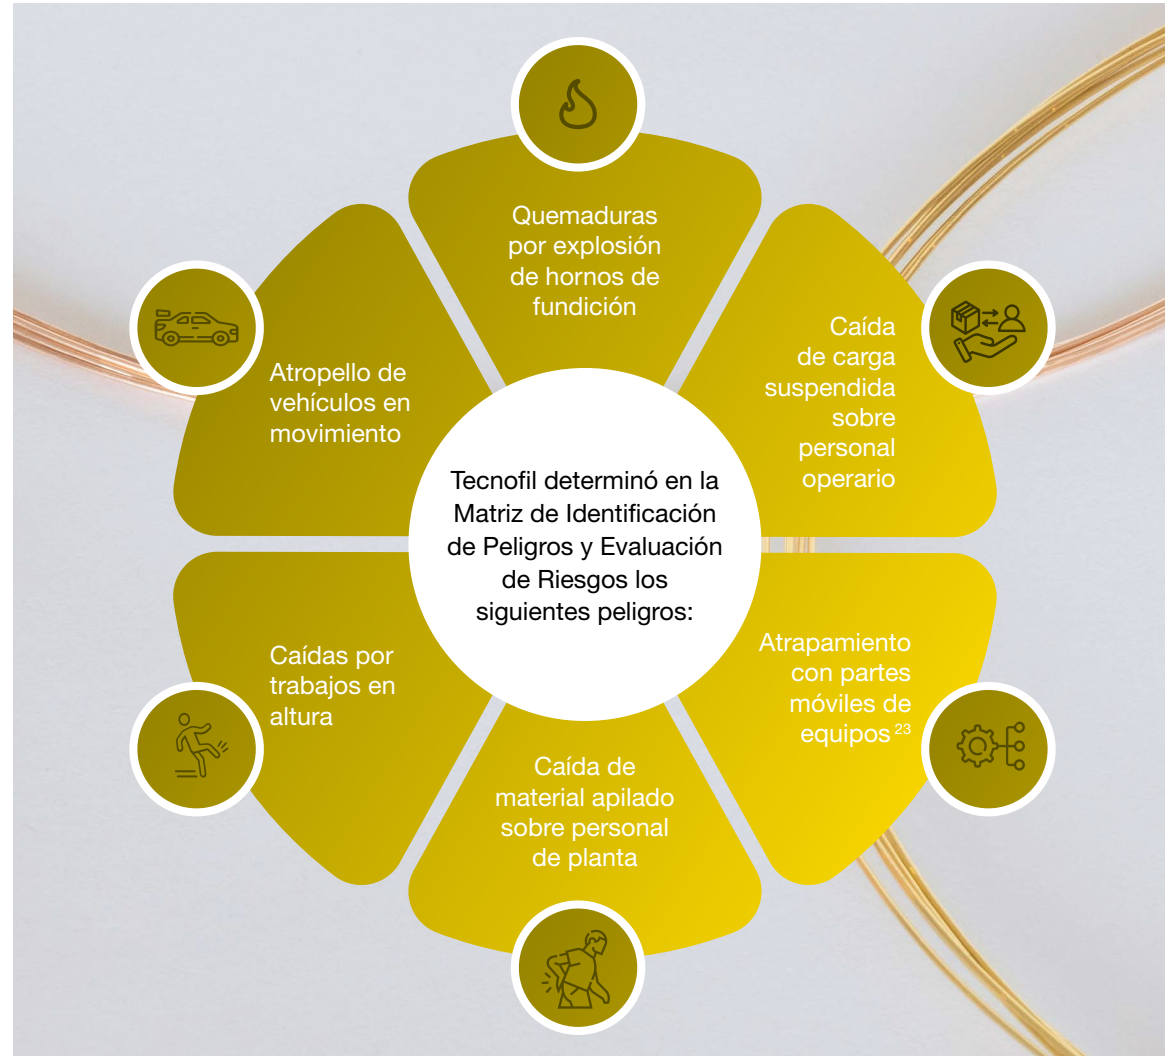 Quemaduras
por explosión
de hornos de
fundición
Caída
de carga
suspendida
sobre
personal
operario
Atrapamiento
con partes
móviles de
equipos 23
Caída de
material apilado
sobre personal
de planta
Caídas por
trabajos en
altura
Atropello de
vehículos en
movimiento
Tecnofil determinó en la
Matriz de Identificación
de Peligros y Evaluación
de Riesgos los
siguientes peligros: